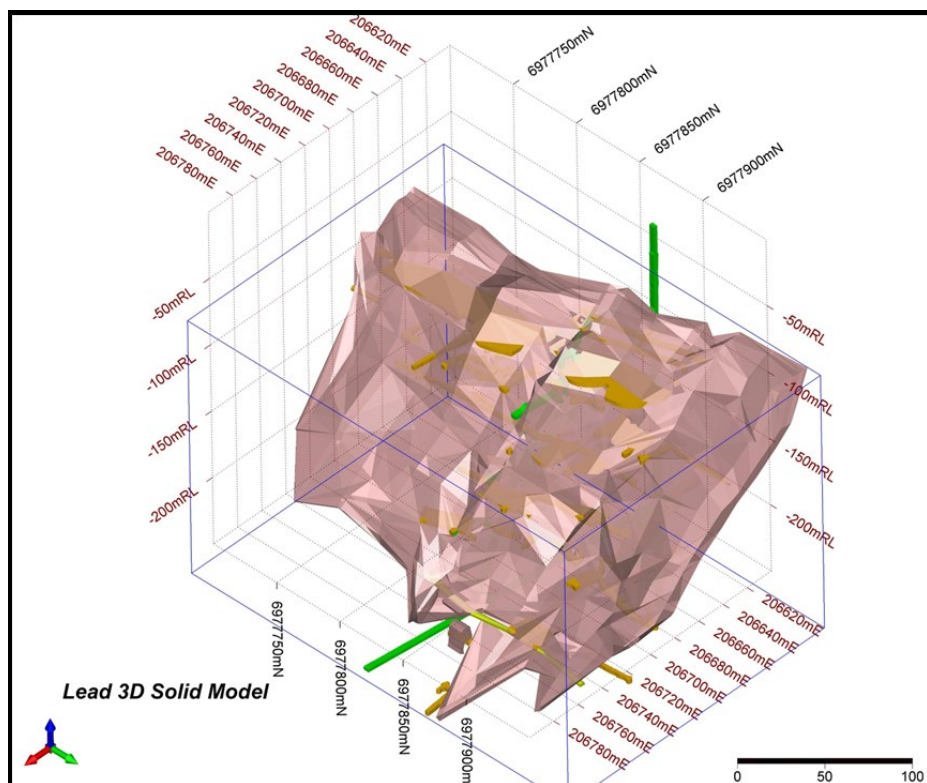 206620mE
206640mE
206660mE
206680mE
206700mE
206720mE
206740mE
206760mE
206780mE
6977750mN
6977800mN
6977850mN
6977900mN
-50mRL
-100mRL
-150mRL
-200mRL
-50mRL
-100mRL
-150mRL
-200mRL
6977750mN
6977800mN
6977850mN
6977900mN
206620mE
206640mE
206660mE
206680mE
206700mE
206720mE
206740mE
206760mE
206780mE
Lead 3D Solid Model
0 50 100